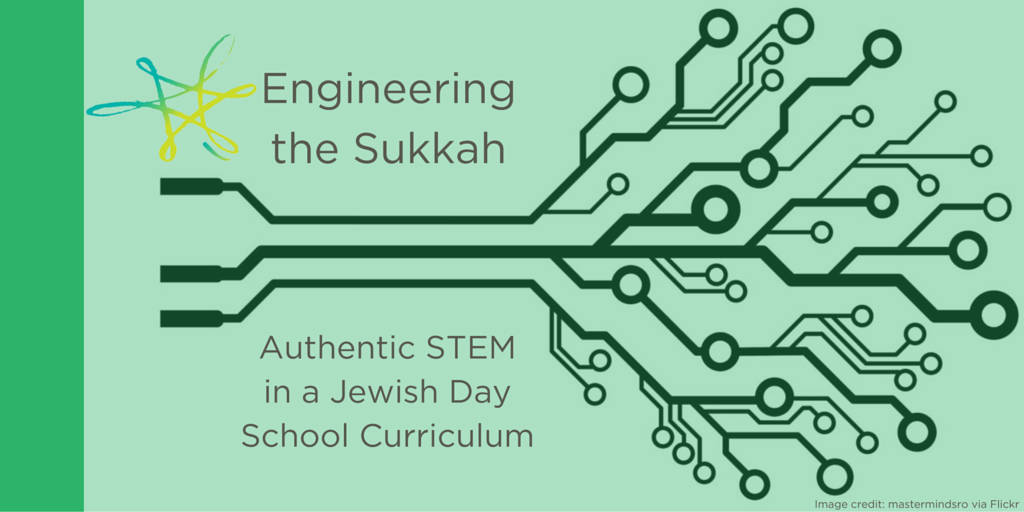 Engineering
the Sukkah
Authentic STEM
in a Jewish Day
School Curriculum
Image credit: mastermindsro via Flickr